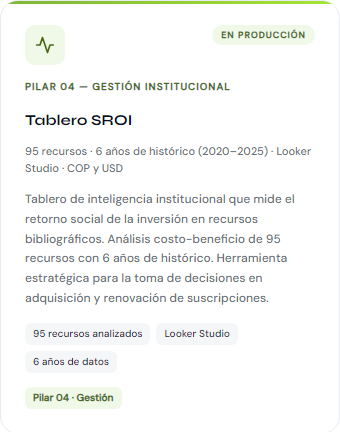 EN PRODUCCIÓN
PILAR 04 — GESTIÓN INSTITUCIONAL
Tablero SROI
95 recursos · 6 años de histórico (2020–2025) · Looker
Studio · COP y USD
Tablero de inteligencia institucional que mide el
retorno social de la inversión en recursos
bibliográficos. Análisis costo-beneficio de 95
recursos con 6 años de histórico. Herramienta
estratégica para la toma de decisiones en
adquisición y renovación de suscripciones.
95 recursos analizados
Looker Studio
6 años de datos
Pilar 04 · Gestión